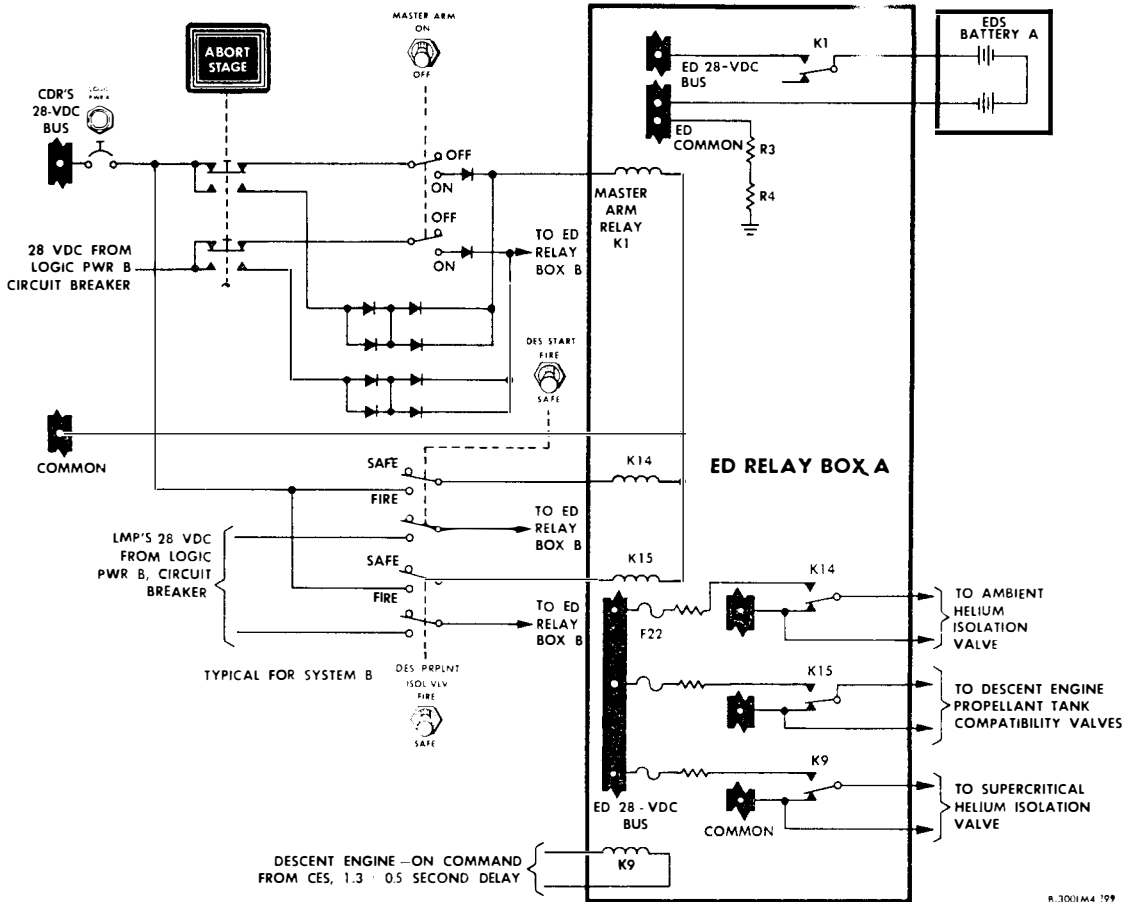 MASTER ARM
ON
OFF
ABORT
STAGE
CDR'S
28-VDC
BUS
LOGIC
PWR A
EDS
BATTERY A
K1
ED 28-VDC
BUS
ED
COMMON
R3
R4
OFF
ON
OFF
ON
MASTER
ARM
RELAY
K1
TO ED
RELAY
BOX B
28 VDC FROM
LOGIC PWR B
CIRCUIT BREAKER
DES START
FIRE
SAFE
COMMON
ED RELAY BOX A
SAFE
FIRE
K14
TO ED
RELAY
BOX B
LMP'S 28 VDC
FROM LOGIC
PWR B, CIRCUIT
BREAKER
SAFE
FIRE
K15
TO ED
RELAY
BOX B
TYPICAL FOR SYSTEM B
DES PRPLNT
ISOL VLV
FIRE
SAFE
F22
K14
TO AMBIENT
HELIUM
ISOLATION
VALVE
K15
TO DESCENT ENGINE
PROPELLANT TANK
COMPATIBILITY VALVES
K9
TO SUPERCRITICAL
HELIUM ISOLATION
VALVE
ED 28 - VDC
BUS
COMMON
DESCENT ENGINE - ON COMMAND
FROM CES, 1.3 0.5 SECOND DELAY
K9